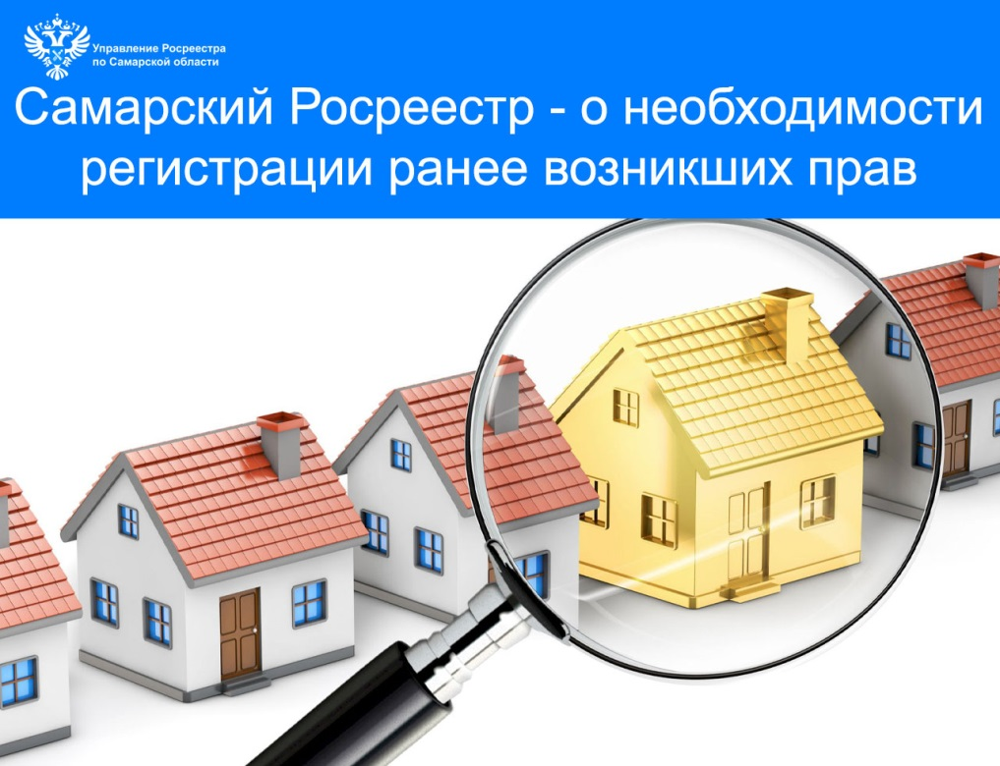 Управление Росреестра
по Самарской области
Самарский Росреестр - о необходимости
регистрации ранее возникших прав